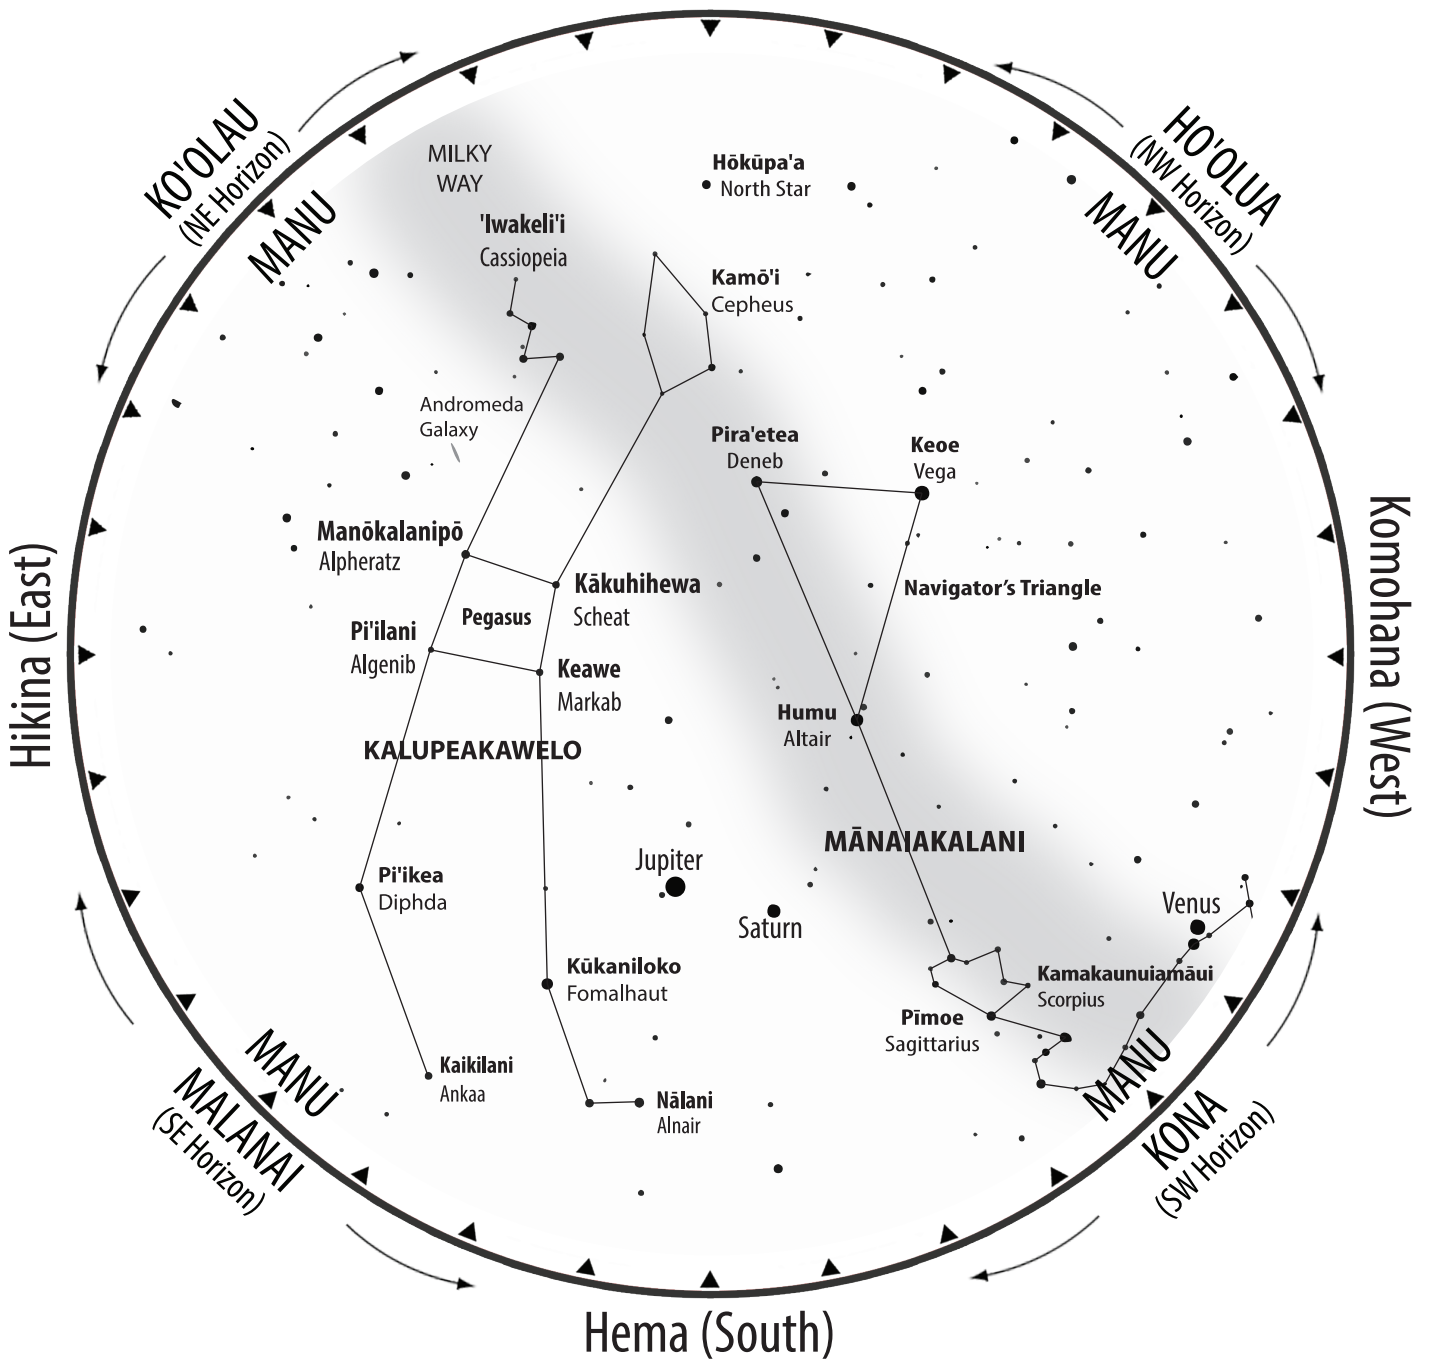 KO'OLAU
(NE Horizon)
MANU
HO'OLUA
(NW Horizon)
MANU
MILKY
WAY
Hōkūpa'a
North Star
'Iwakeli'i
Cassiopeia
Kamō'i
Cepheus
Andromeda
Galaxy
Pira'etea
Deneb
Keoe
Vega
Manōkalanipō
Alpheratz
Kākuhihewa
Scheat
Navigator's Triangle
Pegasus
Pi'ilani
Algenib
Keawe
Markab
Hikina (East)
Komohana (West)
Humu
Altair
KALUPEAKAWELO
MĀNAIAKALANI
Jupiter
Pi'ikea
Diphda
Saturn
Venus
Kūkaniloko
Fomalhaut
Kamakaunuiamāui
Scorpius
Pīmoe
Sagittarius
Kaikilani
Ankaa
Nālani
Alnair
MANU
MALANAI
(SE Horizon)
MANU
KONA
(SW Horizon)
Hema (South)